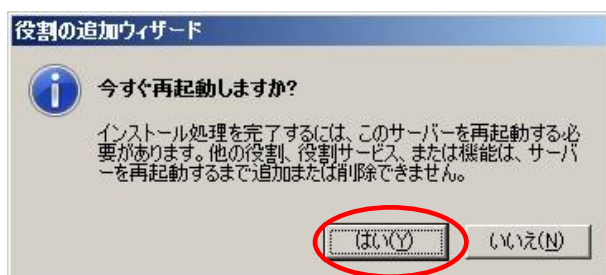 役割の追加ウィザード
今すぐ再起動しますか?
インストール処理を完了するには、このサーバーを再起動する必
要があります。他の役割、役割サービス、または機能は、サーバ
ーを再起動するまで追加または削除できません。
はい(Y)
いいえ(N)